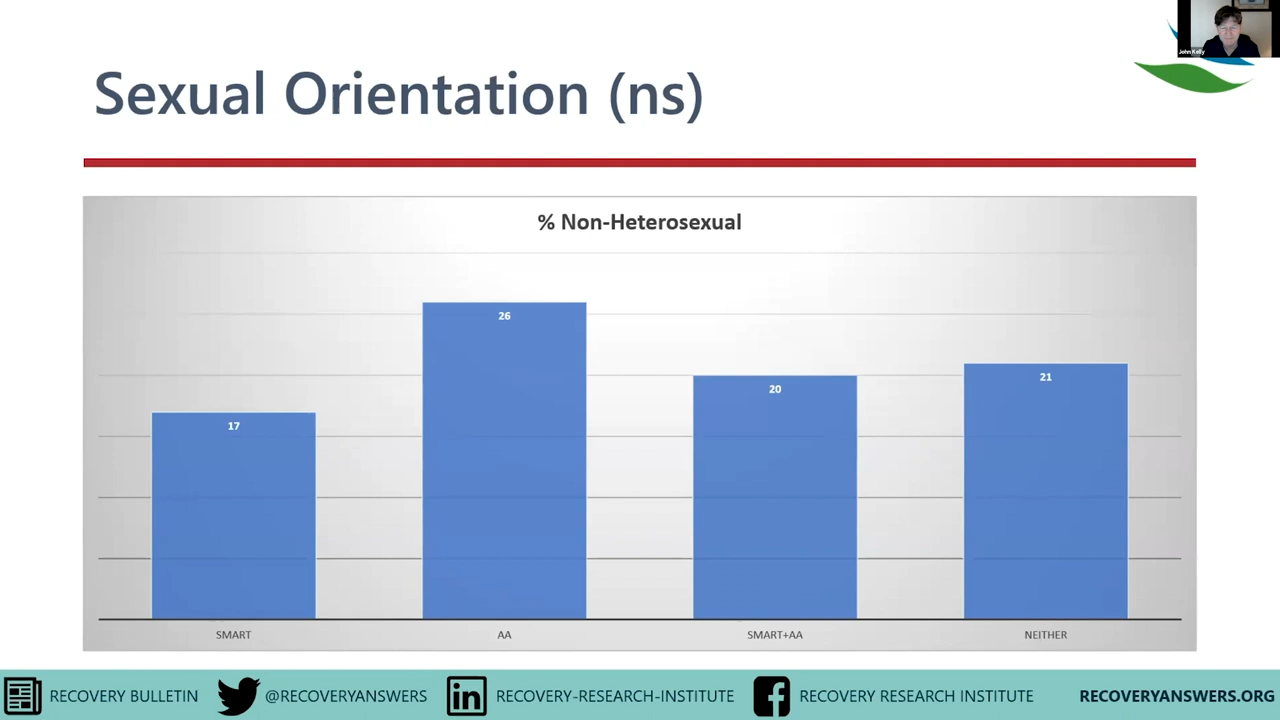 John Kelly
Sexual Orientation (ns)
% Non-Heterosexual
17
26
20
21
SMART
AA
SMART+AA
NEITHER
RECOVERY BULLETIN
@RECOVERYANSWERS
in
RECOVERY-RESEARCH-INSTITUTE
RECOVERY RESEARCH INSTITUTE
RECOVERYANSWERS.ORG